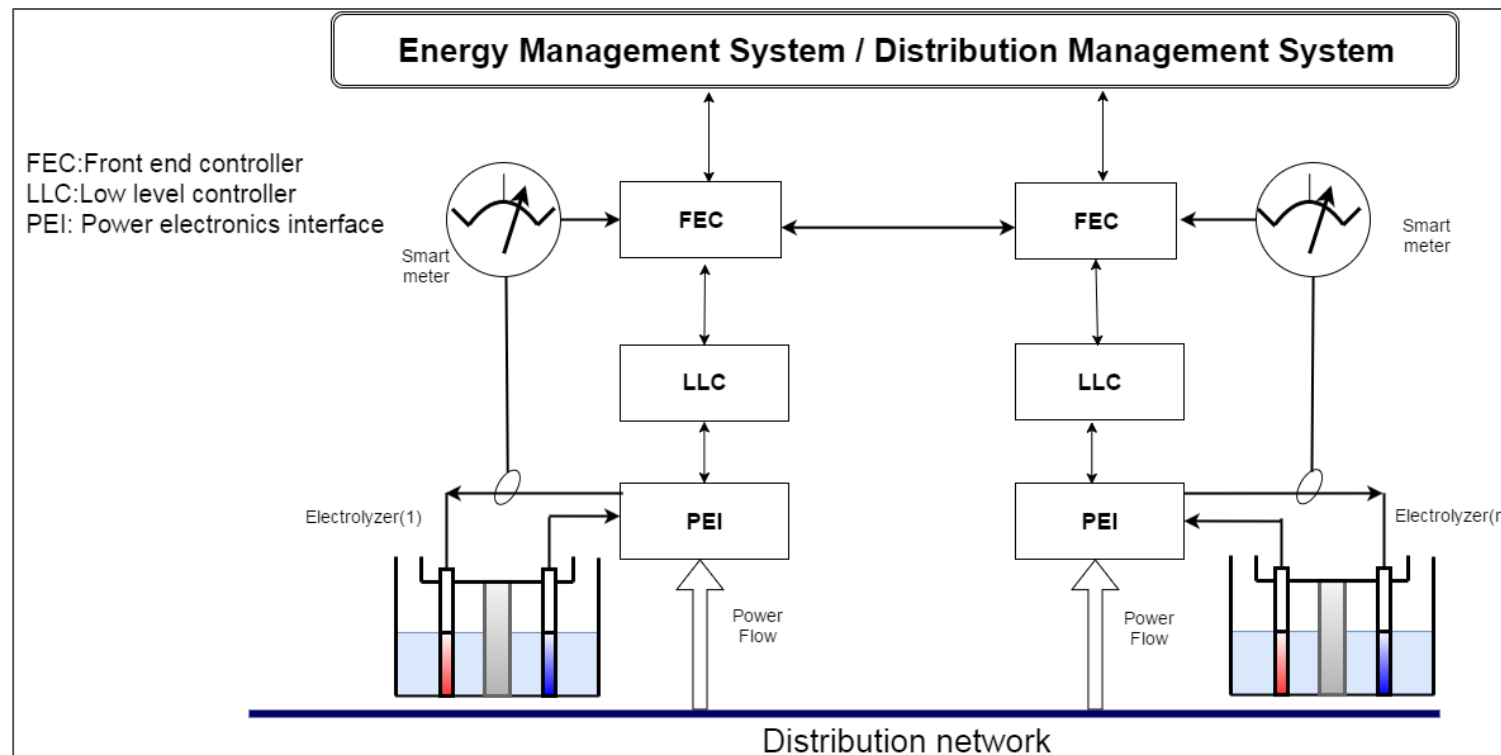 Energy Management System / Distribution Management System
FEC:Front end controller
LLC:Low level controller
PEI: Power electronics interface
Smart
meter
FEC
FEC
Smart
meter
LLC
LLC
Electrolyzer(1)
PEI
PEI
Electrolyzer(r
Power
Flow
Power
Flow
Distribution network